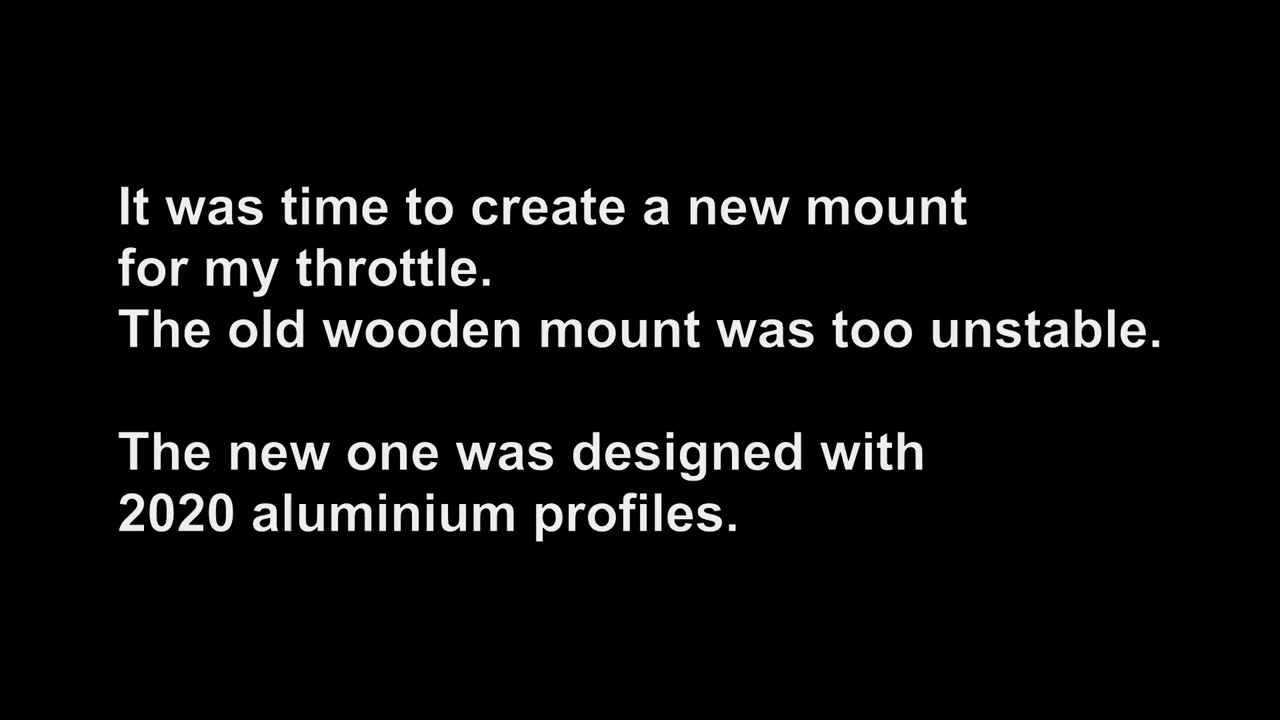 It was time to create a new mount
for my throttle.
The old wooden mount was too unstable.
The new one was designed with
2020 aluminium profiles.